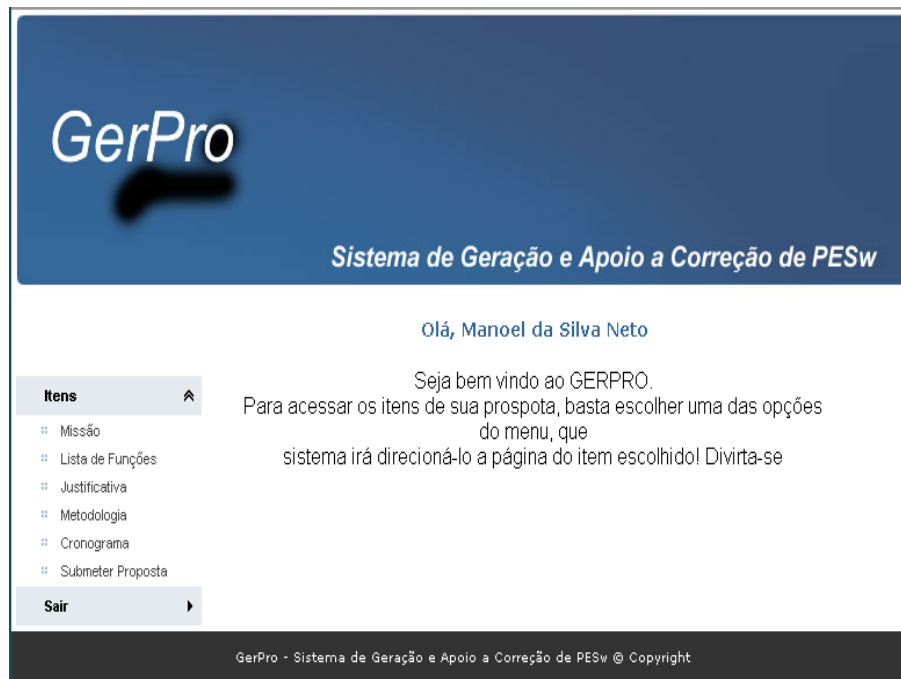 GerPro
Sistema de Geração e Apoio a Correção de PESw
Olá, Manoel da Silva Neto
Seja bem vindo ao GERPRO.
Para acessar os itens de sua prospota, basta escolher uma das opções
do menu, que
sistema irá direcioná-lo a página do item escolhido! Divirta-se
Itens
Missão
Lista de Funções
Justificativa
Metodologia
Cronograma
Submeter Proposta
Sair
GerPro - Sistema de Geração e Apoio a Correção de PESw © Copyright